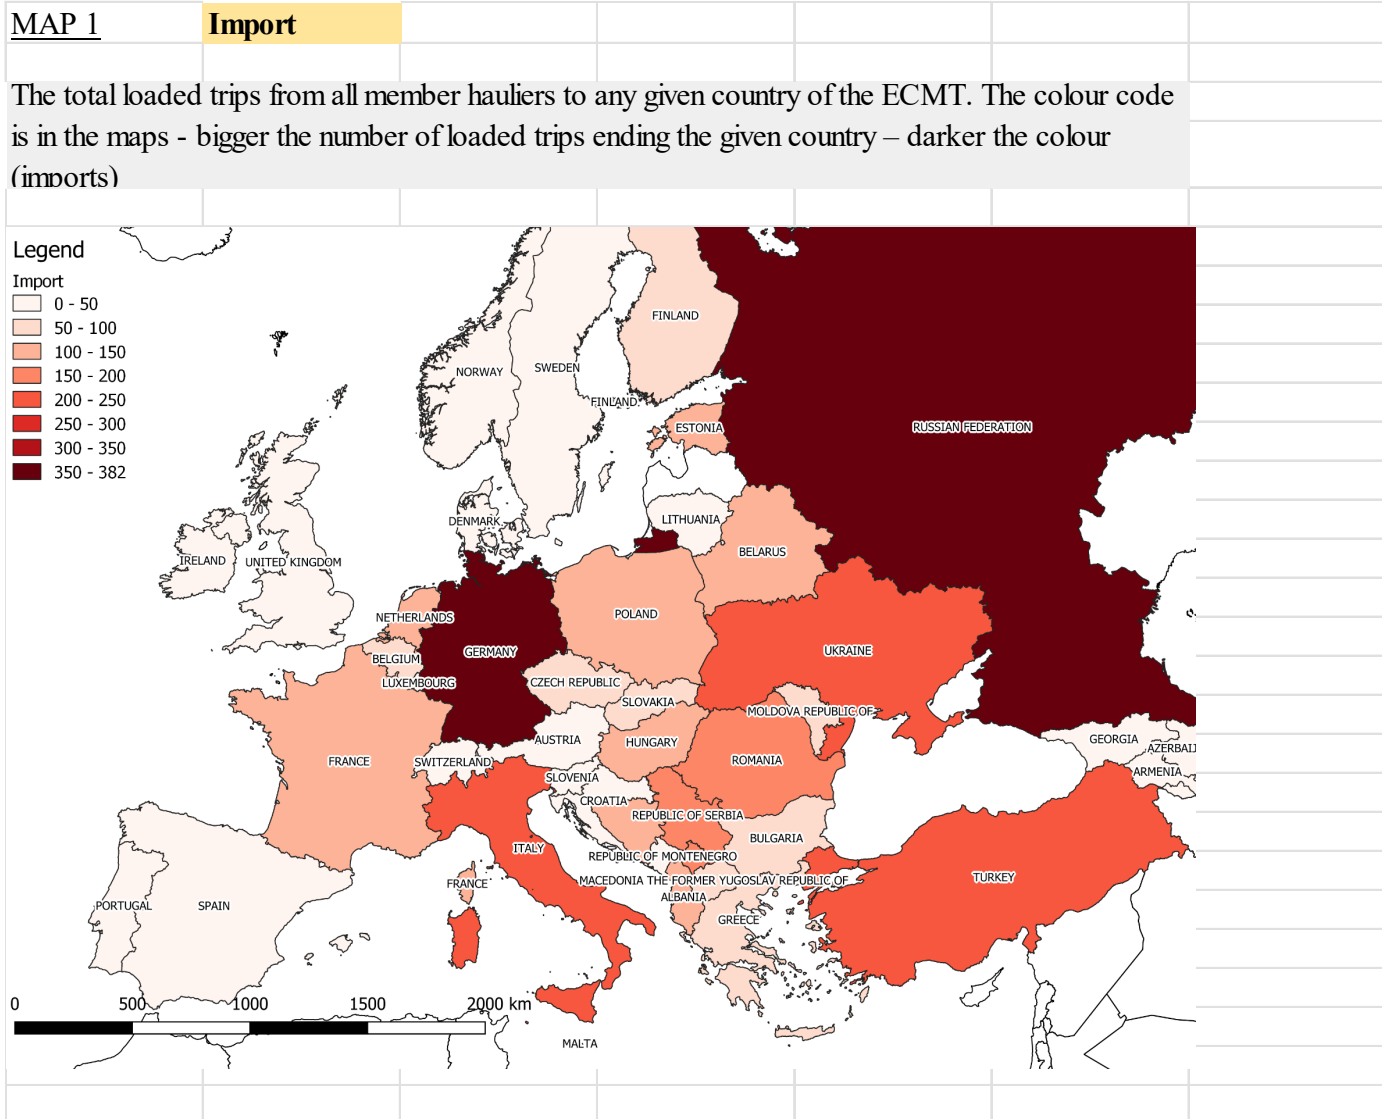 MAP 1 Import
The total loaded trips from all member hauliers to any given country of the ECMT. The colour code
is in the maps - bigger the number of loaded trips ending the given country – darker the colour
(imports)
Legend
Import
0 - 50
50 - 100
100 - 150
150 - 200
200 - 250
250 - 300
300 - 350
350 - 382
FINLAND
NORWAY
SWEDEN
FINLAND
RUSSIAN FEDERATION
ESTONIA
DENMARK
LITHUANIA
BELARUS
IRELAND
UNITED KINGDOM
NETHERLANDS
POLAND
GERMANY
UKRAINE
BELGIUM
LUXEMBOURG
CZECH REPUBLIC
SLOVAKIA
MOLDOVA REPUBLIC OF
AUSTRIA
HUNGARY
GEORGIA
AZERBAI
FRANCE
SWITZERLAND
ROMANIA
ARMENIA
SLOVENIA
CROATIA
REPUBLIC OF SERBIA
BULGARIA
ITALY
REPUBLIC OF MONTENEGRO
TURKEY
FRANCE
MACEDONIA THE FORMER YUGOSLAV REPUBLIC OF
ALBANIA
PORTUGAL
SPAIN
GREECE
0 500 1000 1500 2000 km
MALTA